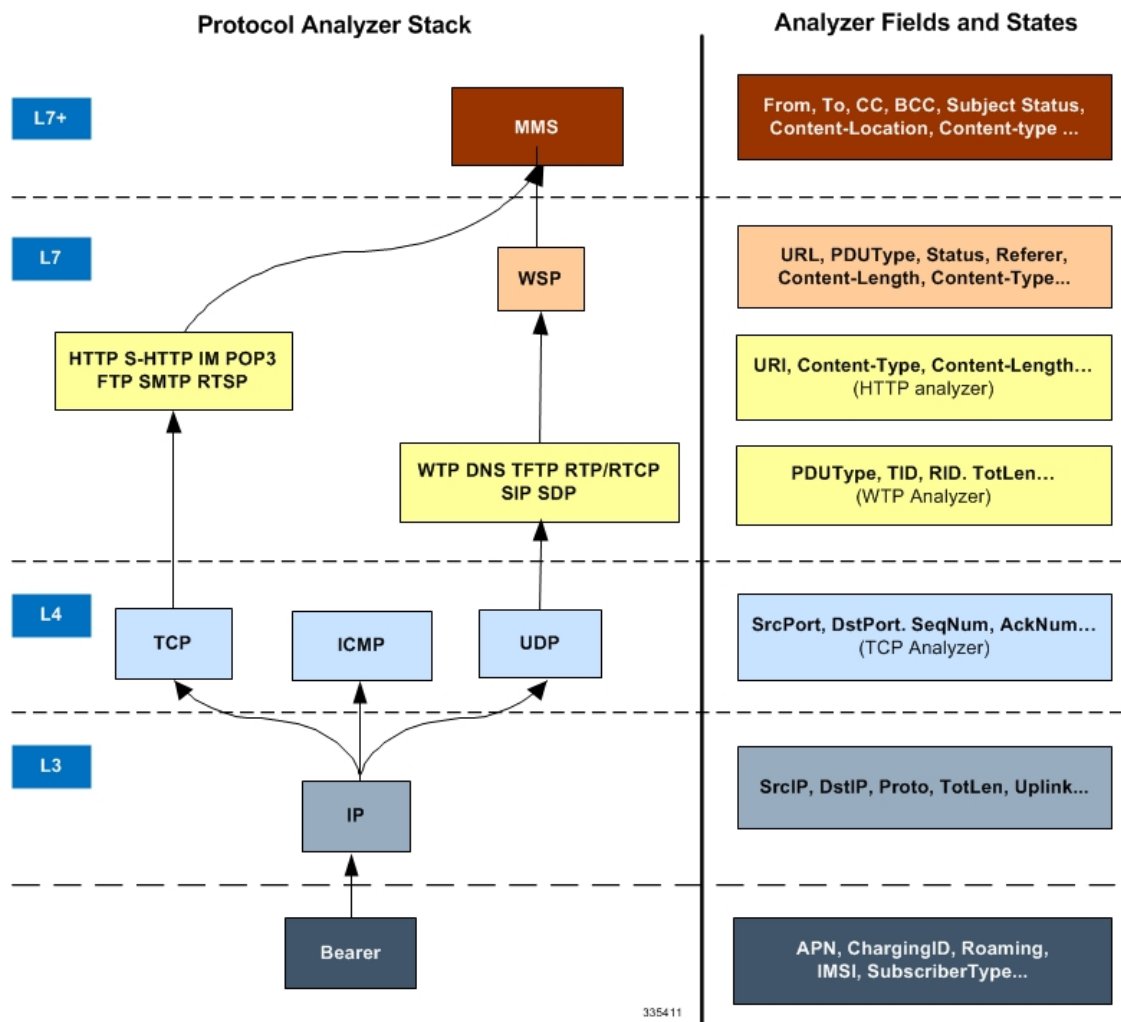 Protocol Analyzer Stack
Analyzer Fields and States
L7+
MMS
From, To, CC, BCC, Subject Status,
Content-Location, Content-type ...
L7
WSP
URL, PDUType, Status, Referer,
Content-Length, Content-Type...
HTTP S-HTTP IM POP3
FTP SMTP RTSP
URI, Content-Type, Content-Length…
(HTTP analyzer)
WTP DNS TFTP RTP/RTCP
SIP SDP
PDUType, TID, RID. TotLen…
(WTP Analyzer)
L4
TCP
ICMP
UDP
SrcPort, DstPort. SeqNum, AckNum…
(TCP Analyzer)
L3
IP
SrcIP, DstIP, Proto, TotLen, Uplink...
Bearer
APN, ChargingID, Roaming,
IMSI, SubscriberType...
335411